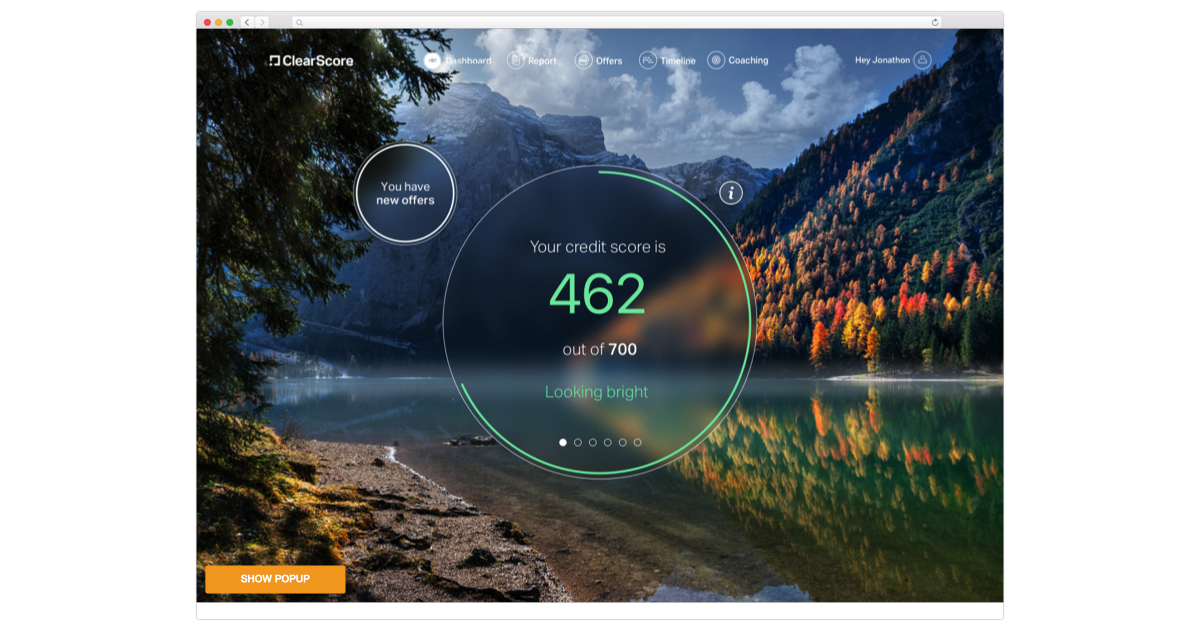 ClearScore
Dashboard
Report
Offers
Timeline
Coaching
Hey Jonathon
You have
new offers
i
Your credit score is
462
out of 700
Looking bright
SHOW POPUP